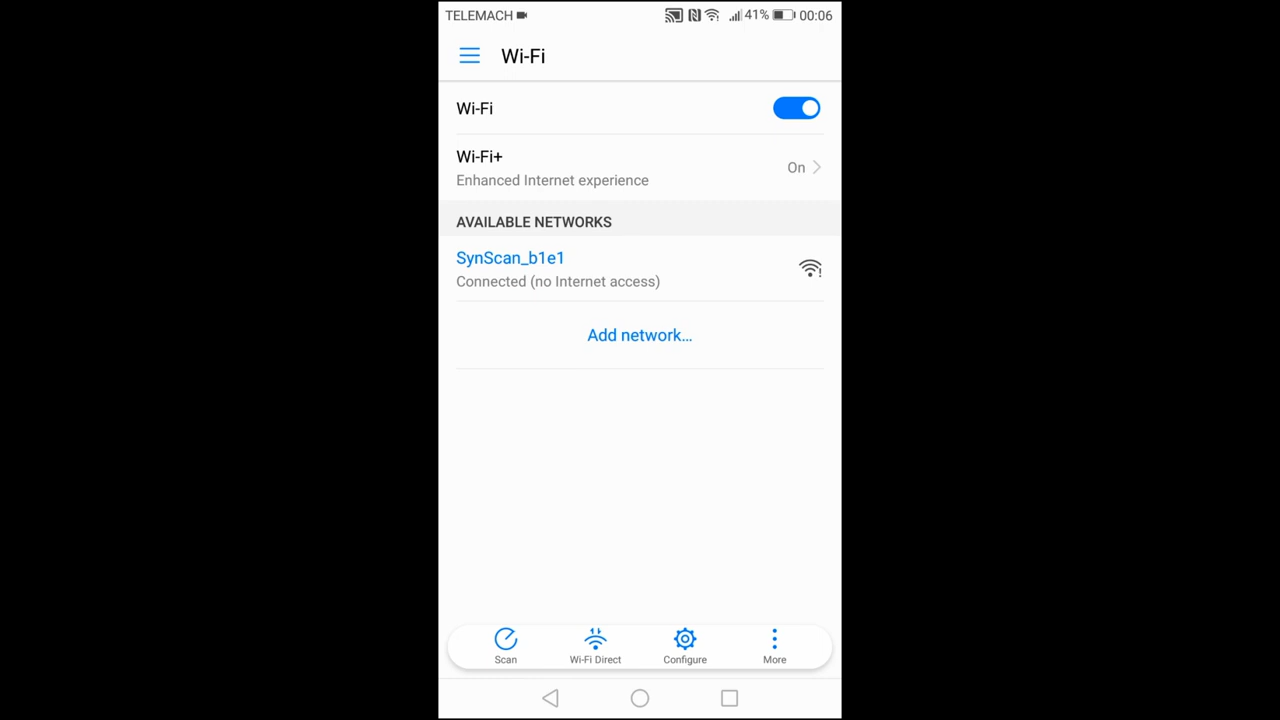 TELEMACH 41% 00:06
Wi-Fi
Wi-Fi
Wi-Fi+
Enhanced Internet experience
On
AVAILABLE NETWORKS
SynScan_b1e1
Connected (no Internet access)
Add network...
Scan Wi-Fi Direct Configure More